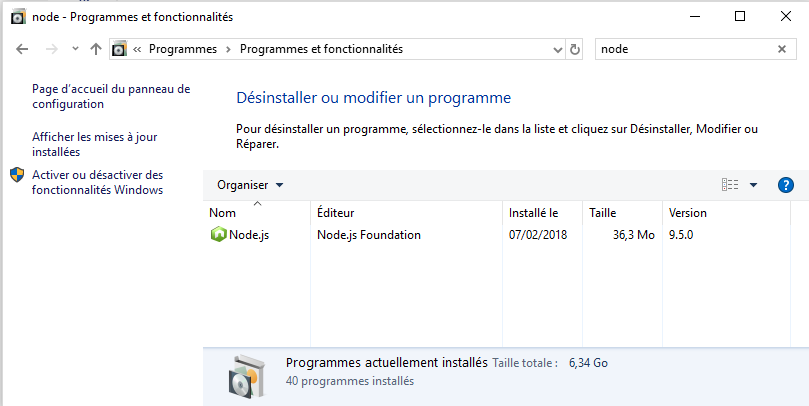 node - Programmes et fonctionnalités
Programmes
Programmes et fonctionnalités
node
Page d'accueil du panneau de
configuration
Afficher les mises à jour
installées
Activer ou désactiver des
fonctionnalités Windows
Désinstaller ou modifier un programme
Pour désinstaller un programme, sélectionnez-le dans la liste et cliquez sur Désinstaller, Modifier ou
Réparer.
Organiser
Nom Éditeur Installé le Taille Version
Node.js Node.js Foundation 07/02/2018 36,3 Mo 9.5.0
Programmes actuellement installés Taille totale : 6,34 Go
40 programmes installés